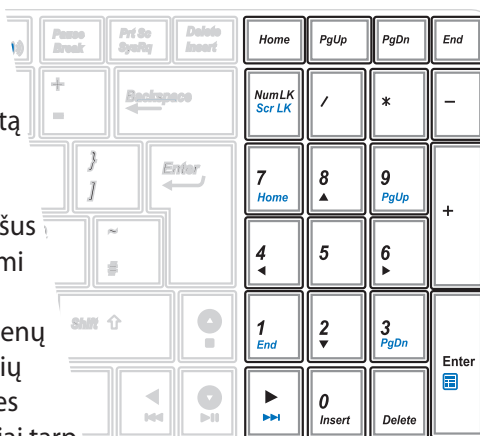 Pause Break
Prt Sc SysRq
Delete Insert
Home
PgUp
PgDn
End
+
=
Backspace
NumLK
Scr LK
/
*
–
tą
}
]
Enter
7
Home
8
9
PgUp
+
šus
mi
~
#
4
5
6
Shift
enų
ių
es
iai tarp
1
End
2
3
PgDn
Enter
0
Insert
Delete